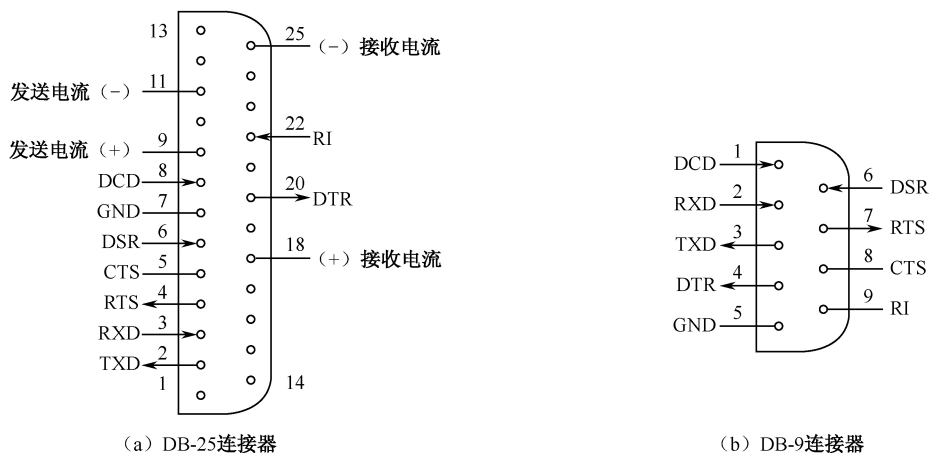 13
25 （−）接收电流
发送电流（−） 11
22 RI
发送电流（+） 9
DCD 8
20 DTR
GND 7
DSR 6
18 （+）接收电流
CTS 5
RTS 4
RXD 3
TXD 2
1
14
（a）DB-25连接器
DCD 1
6 DSR
RXD 2
7 RTS
TXD 3
8 CTS
DTR 4
9 RI
GND 5
（b）DB-9连接器